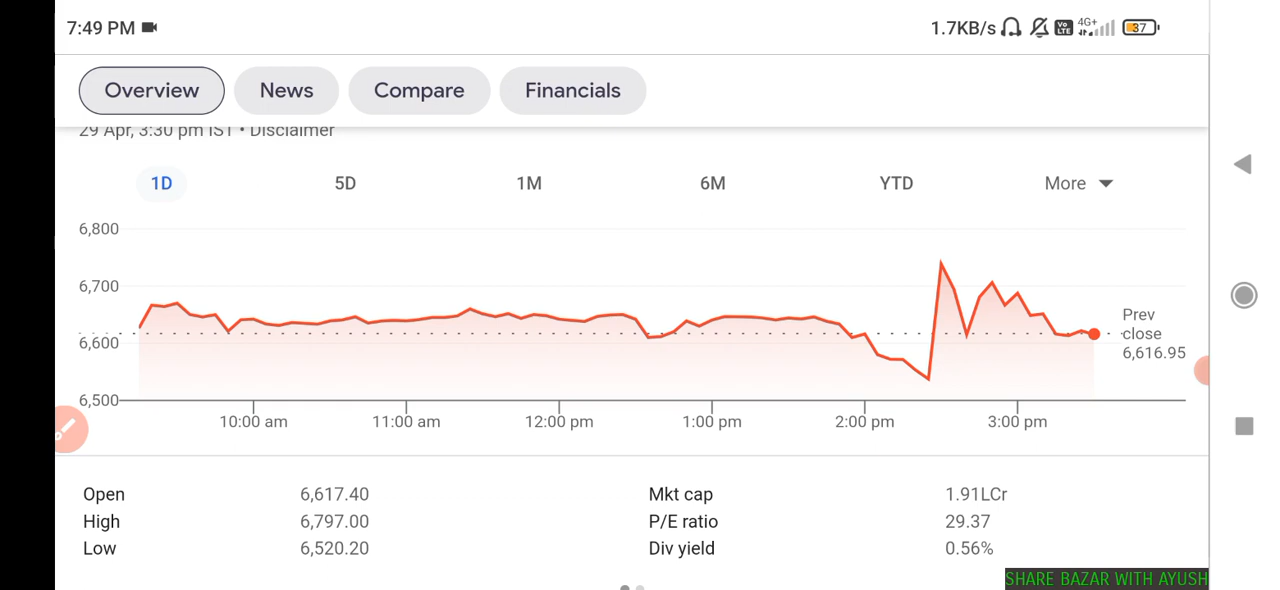 7:49 PM 1.7KB/s Vo LTE 4G+ 37
Overview News Compare Financials
29 Apr, 3:30 pm IST • Disclaimer
1D 5D 1M 6M YTD More
6,800
6,700
6,600
6,500
Prev
close
6,616.95
10:00 am 11:00 am 12:00 pm 1:00 pm 2:00 pm 3:00 pm
Open 6,617.40 Mkt cap 1.91LCr
High 6,797.00 P/E ratio 29.37
Low 6,520.20 Div yield 0.56%
SHARE BAZAR WITH AYUSH